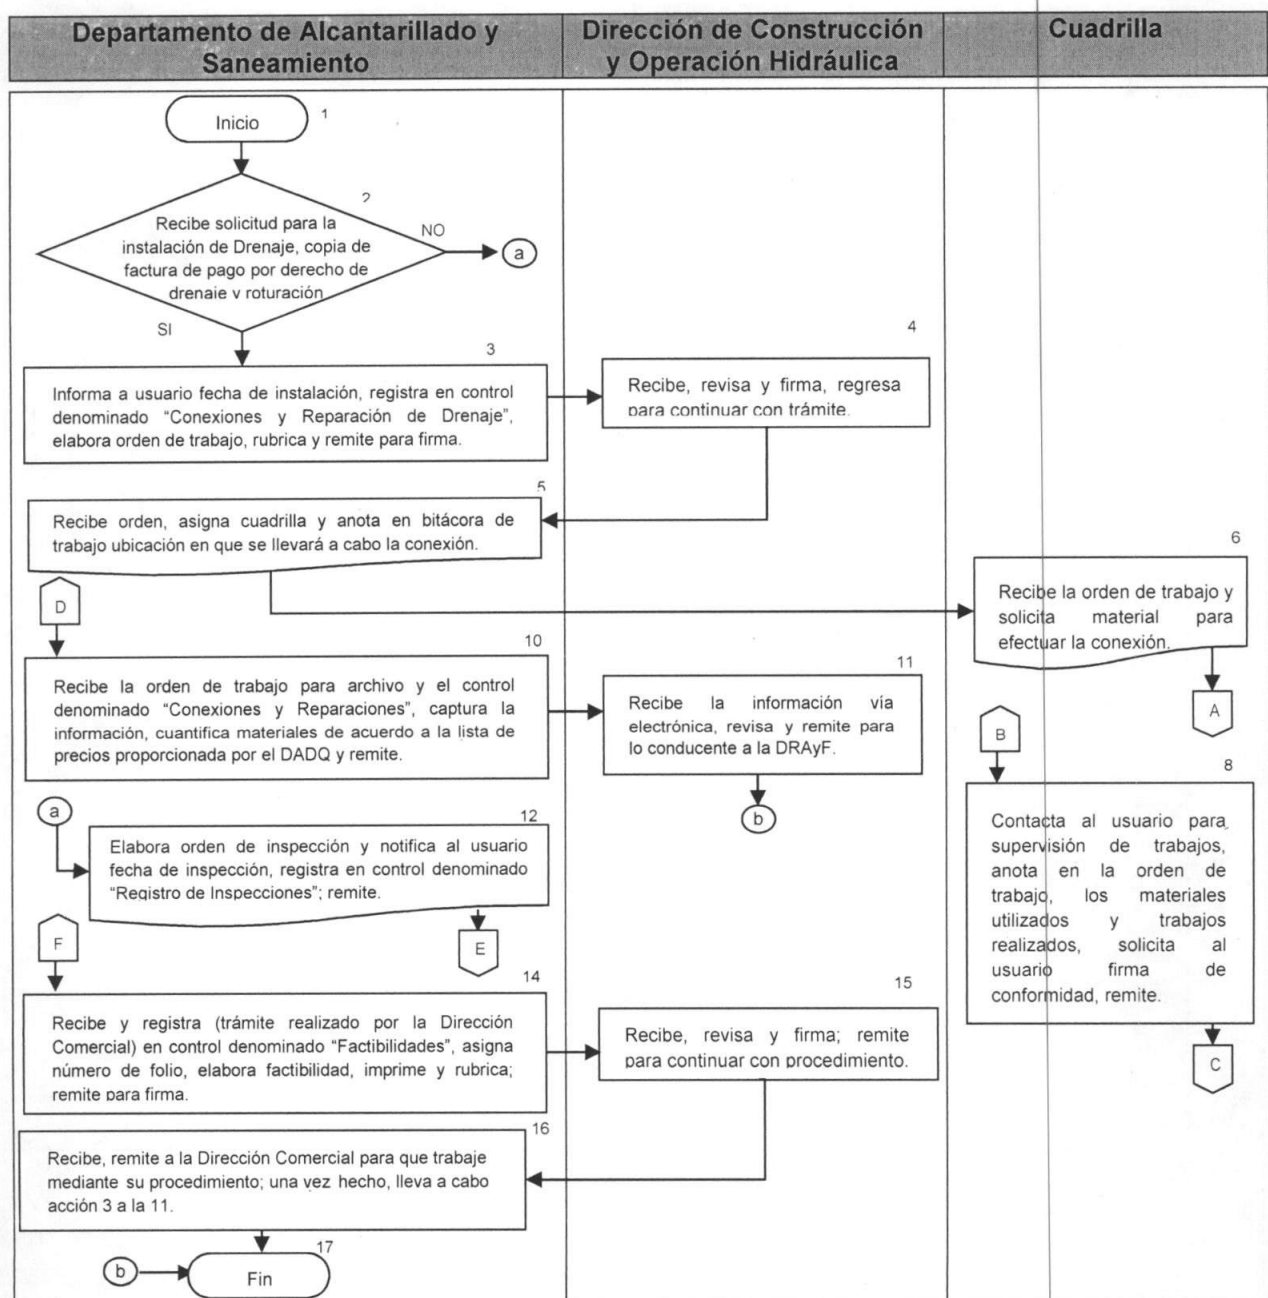 Departamento de Alcantarillado y
Saneamiento
Dirección de Construcción
y Operación Hidráulica
Cuadrilla
Inicio
1
2
Recibe solicitud para la
instalación de Drenaje, copia de
factura de pago por derecho de
drenaje y roturación
NO
a
SI
3
Informa a usuario fecha de instalación, registra en control
denominado “Conexiones y Reparación de Drenaje”,
elabora orden de trabajo, rubrica y remite para firma.
4
Recibe, revisa y firma, regresa
para continuar con trámite.
5
Recibe orden, asigna cuadrilla y anota en bitácora de
trabajo ubicación en que se llevará a cabo la conexión.
6
Recibe la orden de trabajo y
solicita material para
efectuar la conexión.
A
D
10
Recibe la orden de trabajo para archivo y el control
denominado “Conexiones y Reparaciones”, captura la
información, cuantifica materiales de acuerdo a la lista de
precios proporcionada por el DADQ y remite.
11
Recibe la información vía
electrónica, revisa y remite para
lo conducente a la DRAyF.
b
B
8
Contacta al usuario para
supervisión de trabajos,
anota en la orden de
trabajo, los materiales
utilizados y trabajos
realizados, solicita al
usuario firma de
conformidad, remite.
C
a
12
Elabora orden de inspección y notifica al usuario
fecha de inspección, registra en control denominado
“Registro de Inspecciones”; remite.
E
F
14
Recibe y registra (trámite realizado por la Dirección
Comercial) en control denominado “Factibilidades”, asigna
número de folio, elabora factibilidad, imprime y rubrica;
remite para firma.
15
Recibe, revisa y firma; remite
para continuar con procedimiento.
16
Recibe, remite a la Dirección Comercial para que trabaje
mediante su procedimiento; una vez hecho, lleva a cabo
acción 3 a la 11.
17
b
Fin